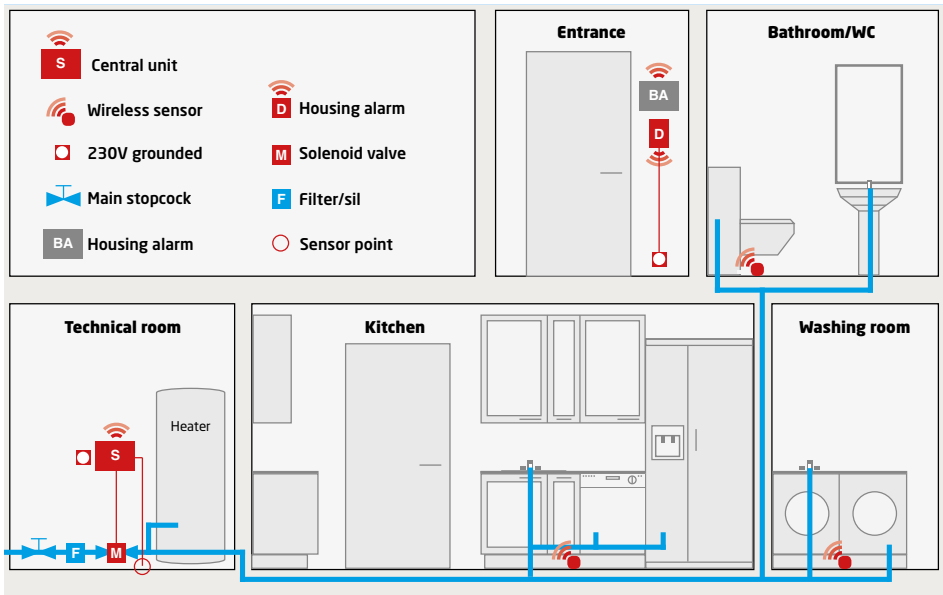 S Central unit
Wireless sensor
230V grounded
Main stopcock
BA Housing alarm
D Housing alarm
M Solenoid valve
F Filter/sil
Sensor point
Entrance
BA
D
Bathroom/WC
Technical room
Heater
S
F M
Kitchen
Washing room